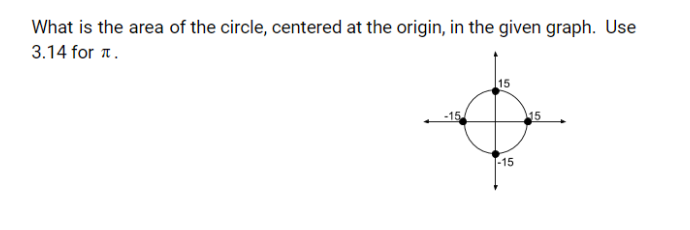 What is the area of the circle, centered at the origin, in the given graph. Use
3.14 for π.
15
-15
15
-15